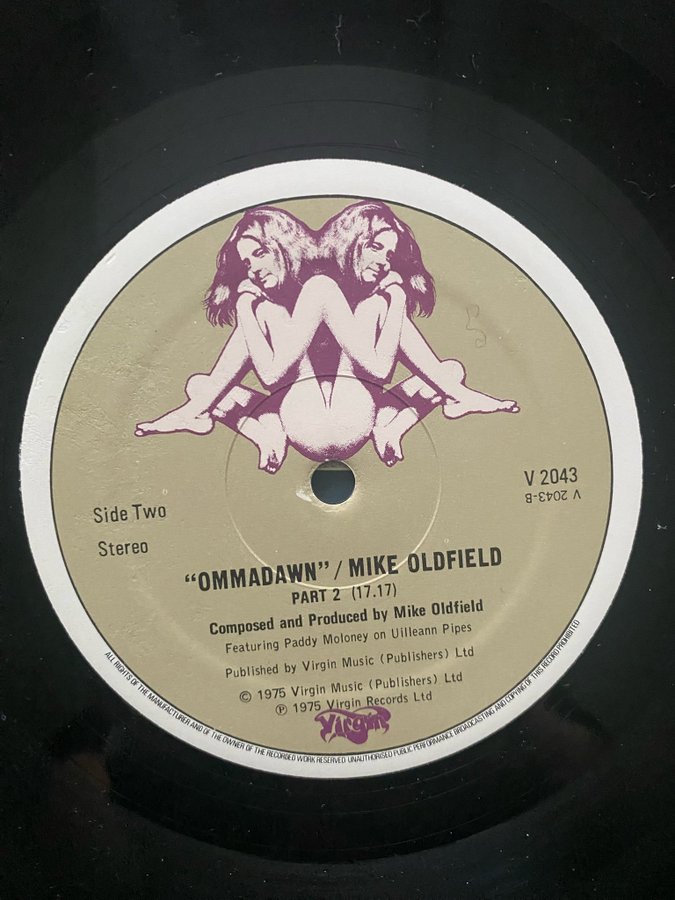 Side Two
Stereo
V 2043
V 2043-B
“OMMADAWN” / MIKE OLDFIELD
PART 2 (17.17)
Composed and Produced by Mike Oldfield
Featuring Paddy Moloney on Uilleann Pipes
Published by Virgin Music (Publishers) Ltd
© 1975 Virgin Music (Publishers) Ltd
℗ 1975 Virgin Records Ltd
Virgin
ALL RIGHTS OF THE MANUFACTURER AND OF THE OWNER OF THE RECORDED WORK RESERVED UNAUTHORISED PUBLIC PERFORMANCE BROADCASTING AND COPYING OF THIS RECORD PROHIBITED